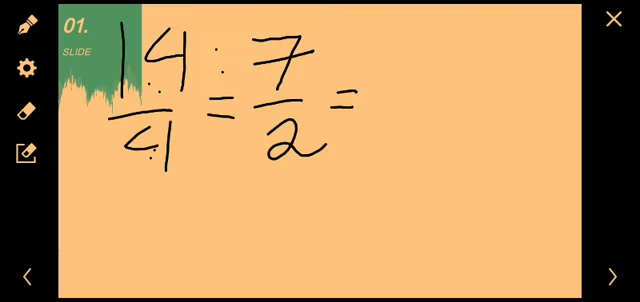 01.
SLIDE
14/4 = 7/2 =